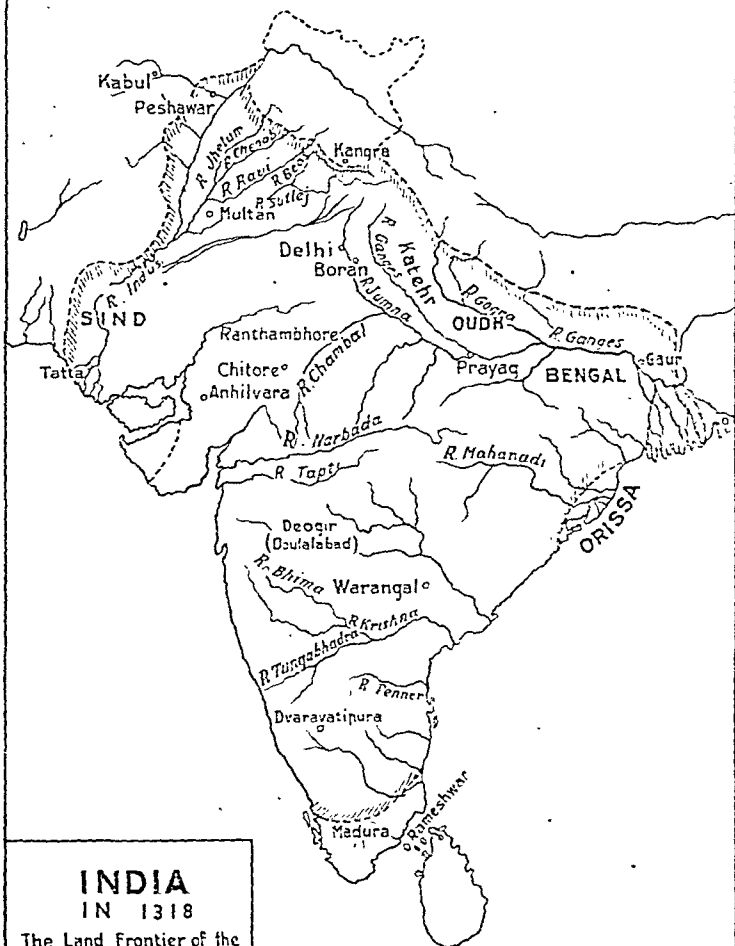 Kabul
Peshawar
R. Jhelum
R. Chenab
R. Ravi
R. Beas
R. Sutlej
Kangra
Multan
Delhi
Boran
R. Ganges
Katehr
R. Jumna
R. Gogra
OUDH
R. Ganges
R. Indus
SIND
Tatta
Ranthambhore
Chitore
Anhilvara
R. Chambal
Prayag
BENGAL
Gaur
R. Narbada
R. Tapti
R. Mahanadi
ORISSA
Deogir
(Daulalabad)
R. Bhima
Warangal
R. Krishna
R. Tungabhadra
R. Penner
Dvaravatipura
Madura
Rameshwar
INDIA
IN 1318
The Land Frontier of the